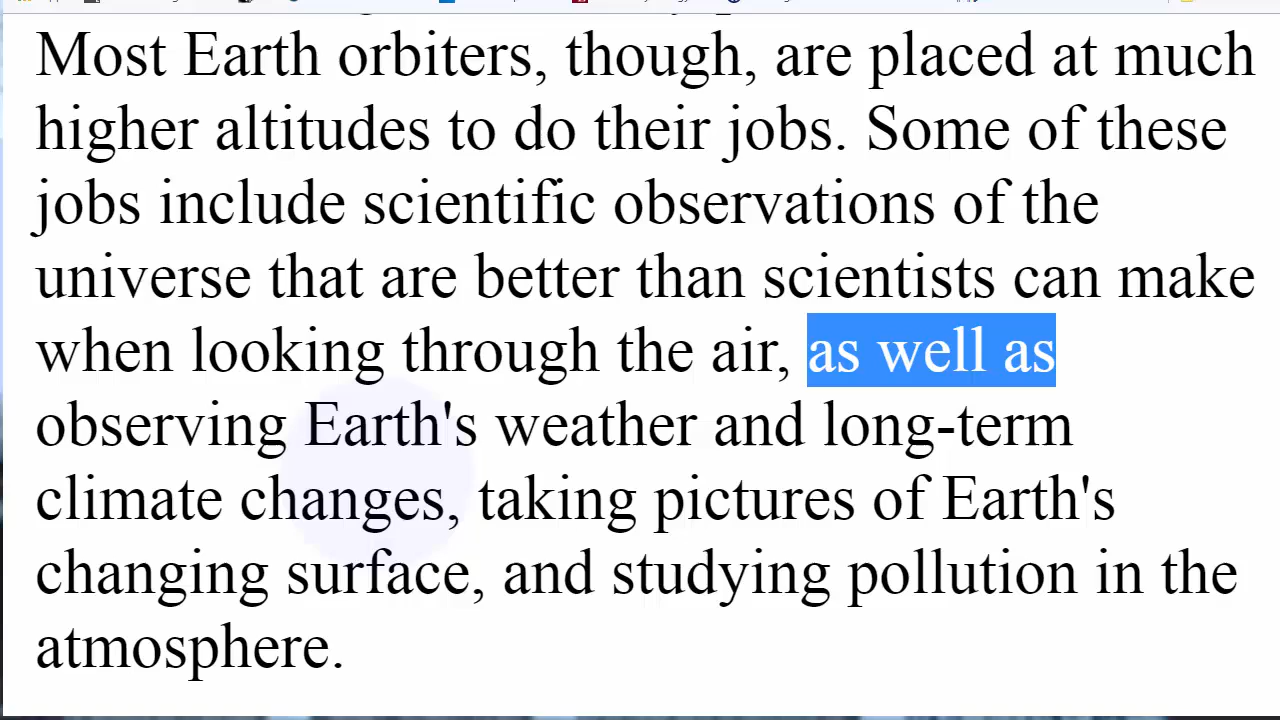 Most Earth orbiters, though, are placed at much
higher altitudes to do their jobs. Some of these
jobs include scientific observations of the
universe that are better than scientists can make
when looking through the air, as well as
observing Earth's weather and long-term
climate changes, taking pictures of Earth's
changing surface, and studying pollution in the
atmosphere.